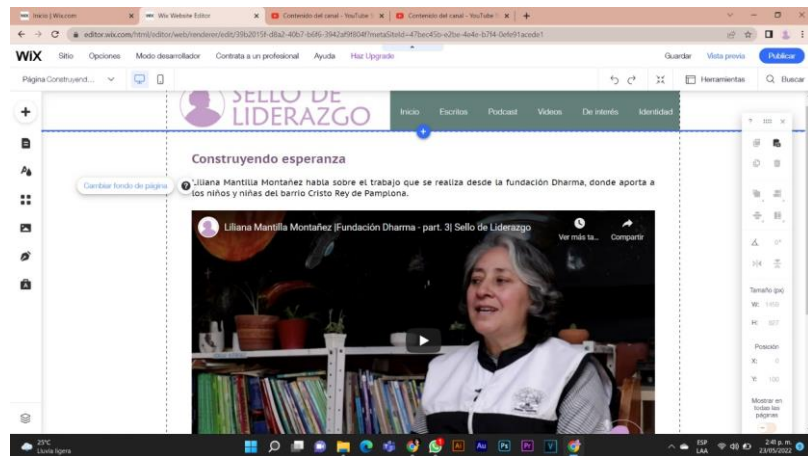 Inicio | Wix.com
Wix Website Editor
Contenido del canal - YouTube
Contenido del canal - YouTube
WiX
Sitio
Opciones
Modo desarrollador
Contrata a un profesional
Ayuda
Haz Upgrade
Guardar
Vista previa
Publicar
Página Construyend...
Herramientas
Buscar
SELLO DE
LIDERAZGO
Inicio
Escritos
Podcast
Videos
De interés
Identidad
Construyendo esperanza
Cambiar fondo de página
Liliana Mantilla Montañez habla sobre el trabajo que se realiza desde la fundación Dharma, donde aporta a
los niños y niñas del barrio Cristo Rey de Pamplona.
Liliana Mantilla Montañez |Fundación Dharma - part. 3| Sello de Liderazgo
Ver más ta...
Compartir
Tamaño (px)
W:
H:
Posición
X: 0
Y: 100
Mostrar en
todas las
páginas
25°C
Lluvia ligera
ESP
LAA
2:41 p. m.
23/05/2022